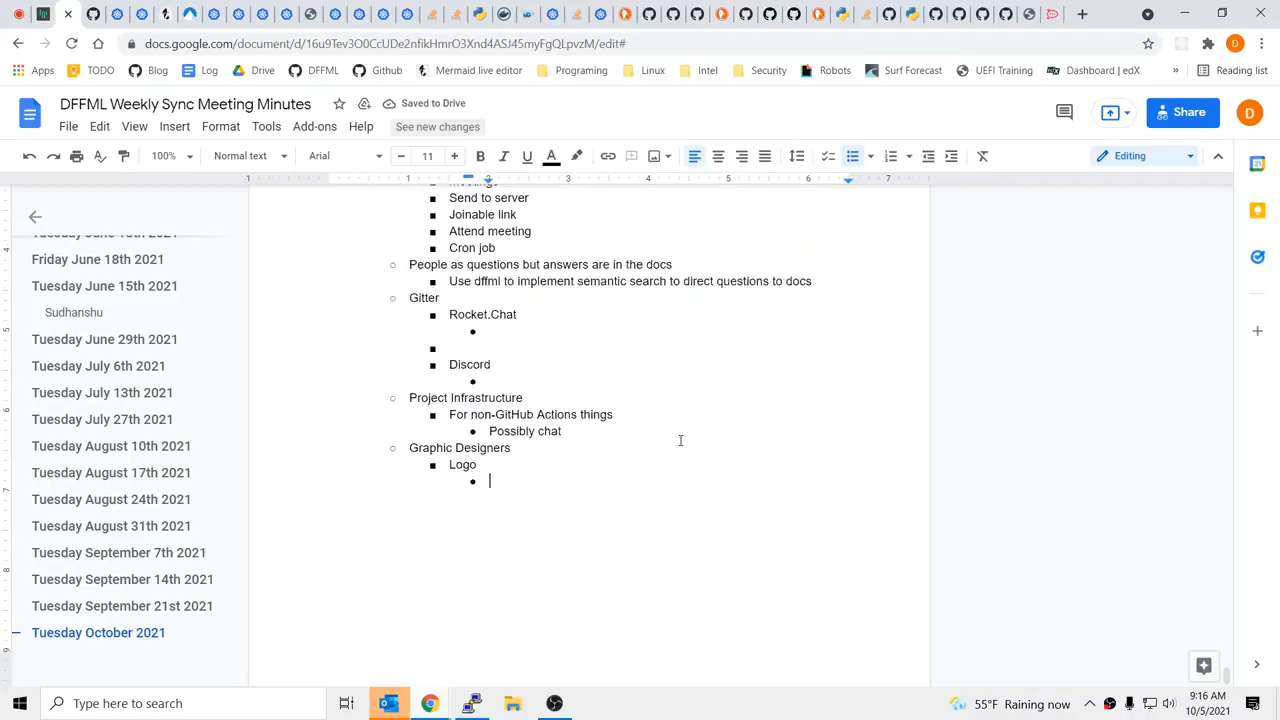 docs.google.com/document/d/16u9Tev3O0CcUDe2nfikHmrO3Xnd4ASJ45myFgQLpvzM/edit#
Apps TODO Blog Log Drive DFFML Github Mermaid live editor Programing Linux Intel Security Robots Surf Forecast UEFI Training Dashboard | edX » Reading list
DFFML Weekly Sync Meeting Minutes Saved to Drive
File Edit View Insert Format Tools Add-ons Help See new changes
Share D
100% Normal text Arial 11 Editing
1 1 2 3 4 5 6 7
Send to server
Joinable link
Attend meeting
Cron job
People as questions but answers are in the docs
Use dffml to implement semantic search to direct questions to docs
Gitter
Rocket.Chat
Discord
Project Infrastructure
For non-GitHub Actions things
Possibly chat
Graphic Designers
Logo
Friday June 18th 2021
Tuesday June 15th 2021
Sudhanshu
Tuesday June 29th 2021
Tuesday July 6th 2021
Tuesday July 13th 2021
Tuesday July 27th 2021
Tuesday August 10th 2021
Tuesday August 17th 2021
Tuesday August 24th 2021
Tuesday August 31th 2021
Tuesday September 7th 2021
Tuesday September 14th 2021
Tuesday September 21st 2021
Tuesday October 2021
Type here to search
55°F Raining now
9:16 AM
10/5/2021